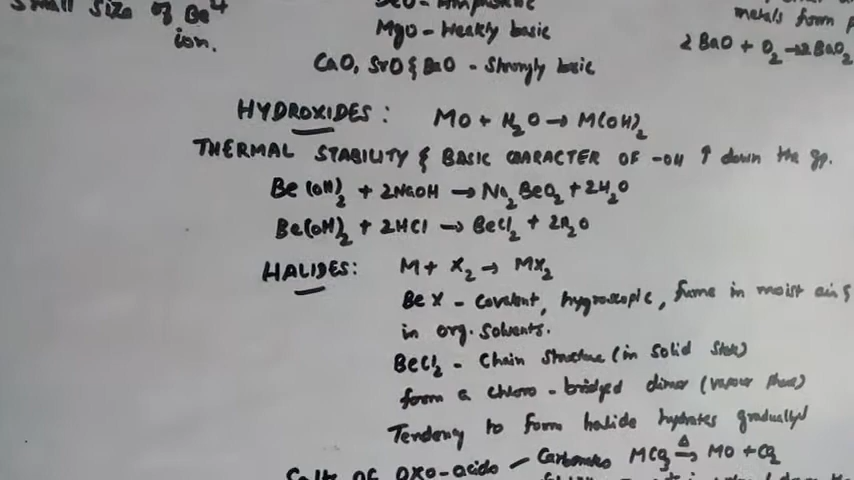 Small size of Be
ion.
metals form
MgO - Weakly basic
2 BaO + O₂ → 2BaO₂
CaO, SrO & BaO - Strongly basic
HYDROXIDES : MO + H₂O → M(OH)₂
THERMAL STABILITY & BASIC CHARACTER OF -OH ↑ down the gp.
Be(OH)₂ + 2NaOH → Na₂BeO₂ + 2H₂O
Be(OH)₂ + 2HCl → BeCl₂ + 2H₂O
HALIDES: M + X₂ → MX₂
BeX - Covalent, hygroscopic, fume in moist air &
in org. solvents.
BeCl₂ - Chain structure (in solid state)
form a chloro-bridged dimer (vapour phase)
Tendency to form halide hydrates gradually
Salts OF OXO-acids - Carbonates MCO₃ →Δ MO + CO₂